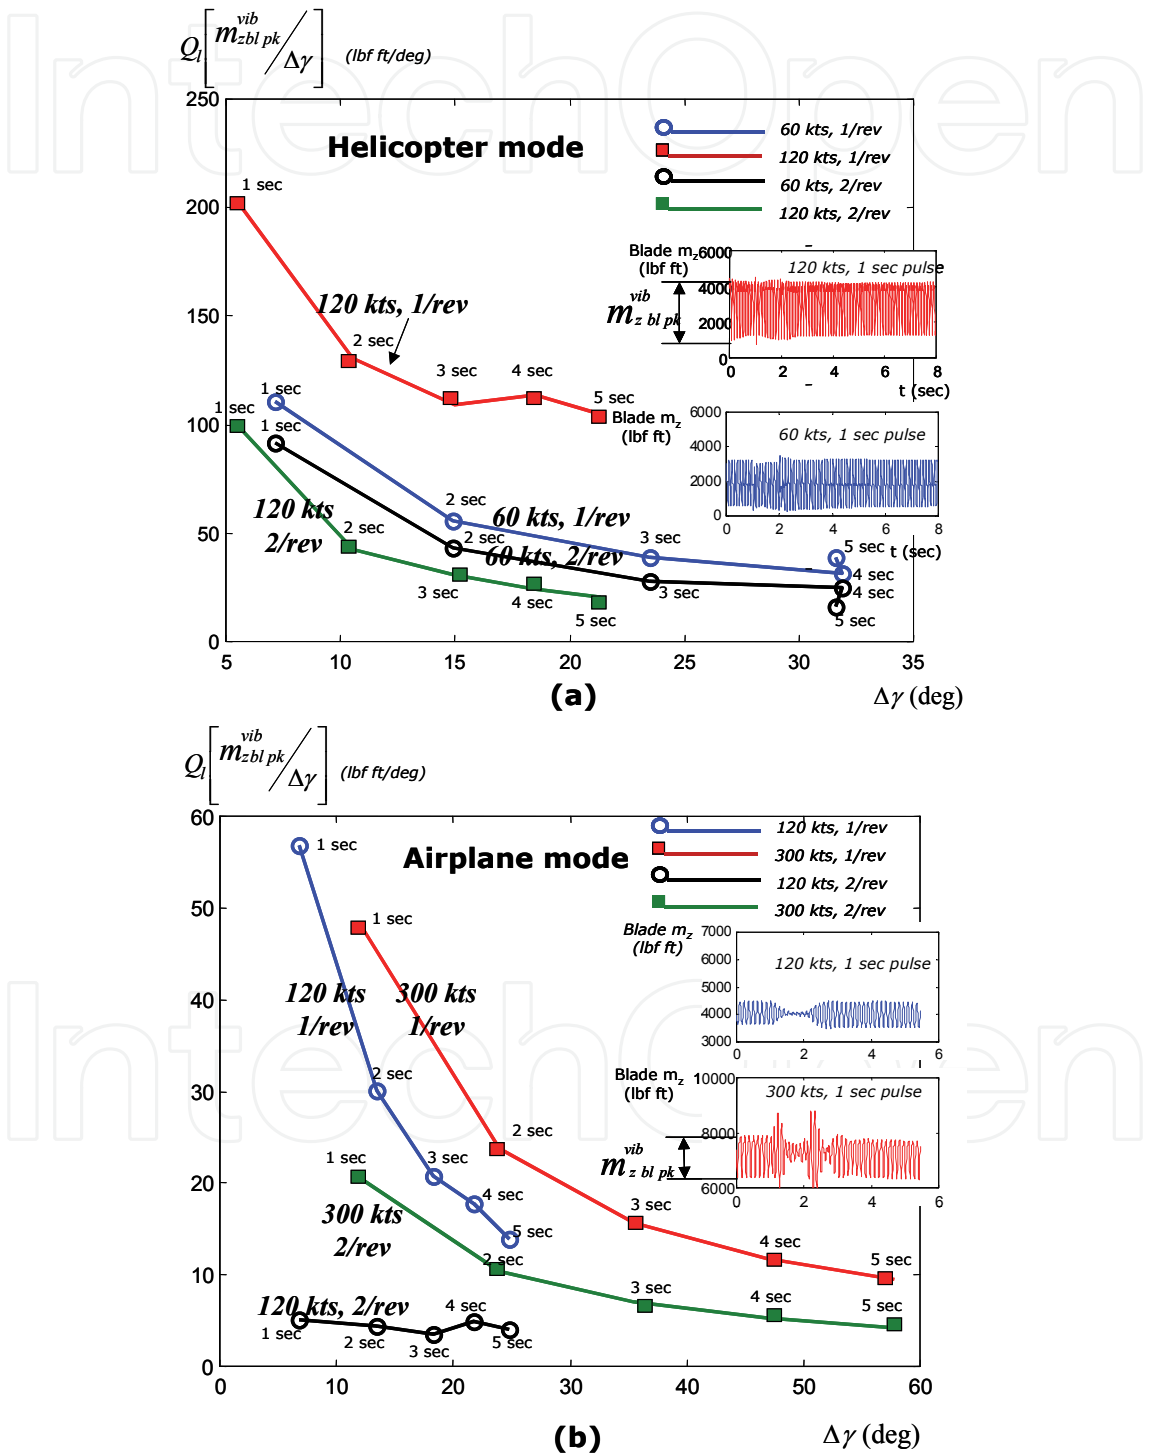 IntechOpen
Q_l [ m_{zbl pk}^{vib} / Δγ ] (lbf ft/deg)
250
200
150
100
50
0
5 10 15 20 25 30 35
Helicopter mode
60 kts, 1/rev
120 kts, 1/rev
60 kts, 2/rev
120 kts, 2/rev
1 sec
120 kts, 1/rev
2 sec
3 sec
4 sec
5 sec
1 sec
1 sec
1 sec
120 kts
2/rev
2 sec
2 sec
60 kts, 1/rev
2 sec
60 kts, 2/rev
3 sec
3 sec
3 sec
4 sec
5 sec
5 sec
4 sec
4 sec
5 sec
Blade m_z
(lbf ft)
6000
4000
2000
0
120 kts, 1 sec pulse
m_{z bl pk}^{vib}
0 2 4 6 8
t (sec)
Blade m_z
(lbf ft)
6000
4000
2000
0
60 kts, 1 sec pulse
0 2 4 6 8
t (sec)
(a)
Δγ (deg)
Q_l [ m_{zbl pk}^{vib} / Δγ ] (lbf ft/deg)
60
50
40
30
20
10
0
0 10 20 30 40 50 60
Airplane mode
120 kts, 1/rev
300 kts, 1/rev
120 kts, 2/rev
300 kts, 2/rev
1 sec
1 sec
120 kts
1/rev
300 kts
1/rev
2 sec
2 sec
1 sec
3 sec
4 sec
5 sec
300 kts
2/rev
2 sec
3 sec
4 sec
5 sec
3 sec
4 sec
5 sec
120 kts, 2/rev
1 sec
2 sec
3 sec
4 sec
5 sec
Blade m_z
(lbf ft)
7000
7000
6000
5000
4000
3000
120 kts, 1 sec pulse
0 2 4 6
Blade m_z
(lbf ft)
10000
8000
6000
300 kts, 1 sec pulse
m_{z bl pk}^{vib}
0 2 4 6
(b)
Δγ (deg)
IntechOpen